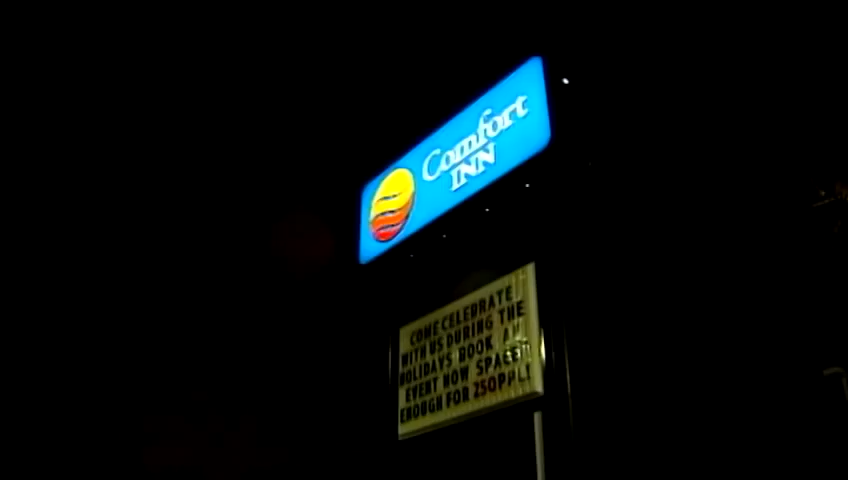 Comfort
INN
COME CELEBRATE
WITH US DURING THE
HOLIDAYS BOOK AN
EVENT NOW SPACE
ENOUGH FOR 250PPL!